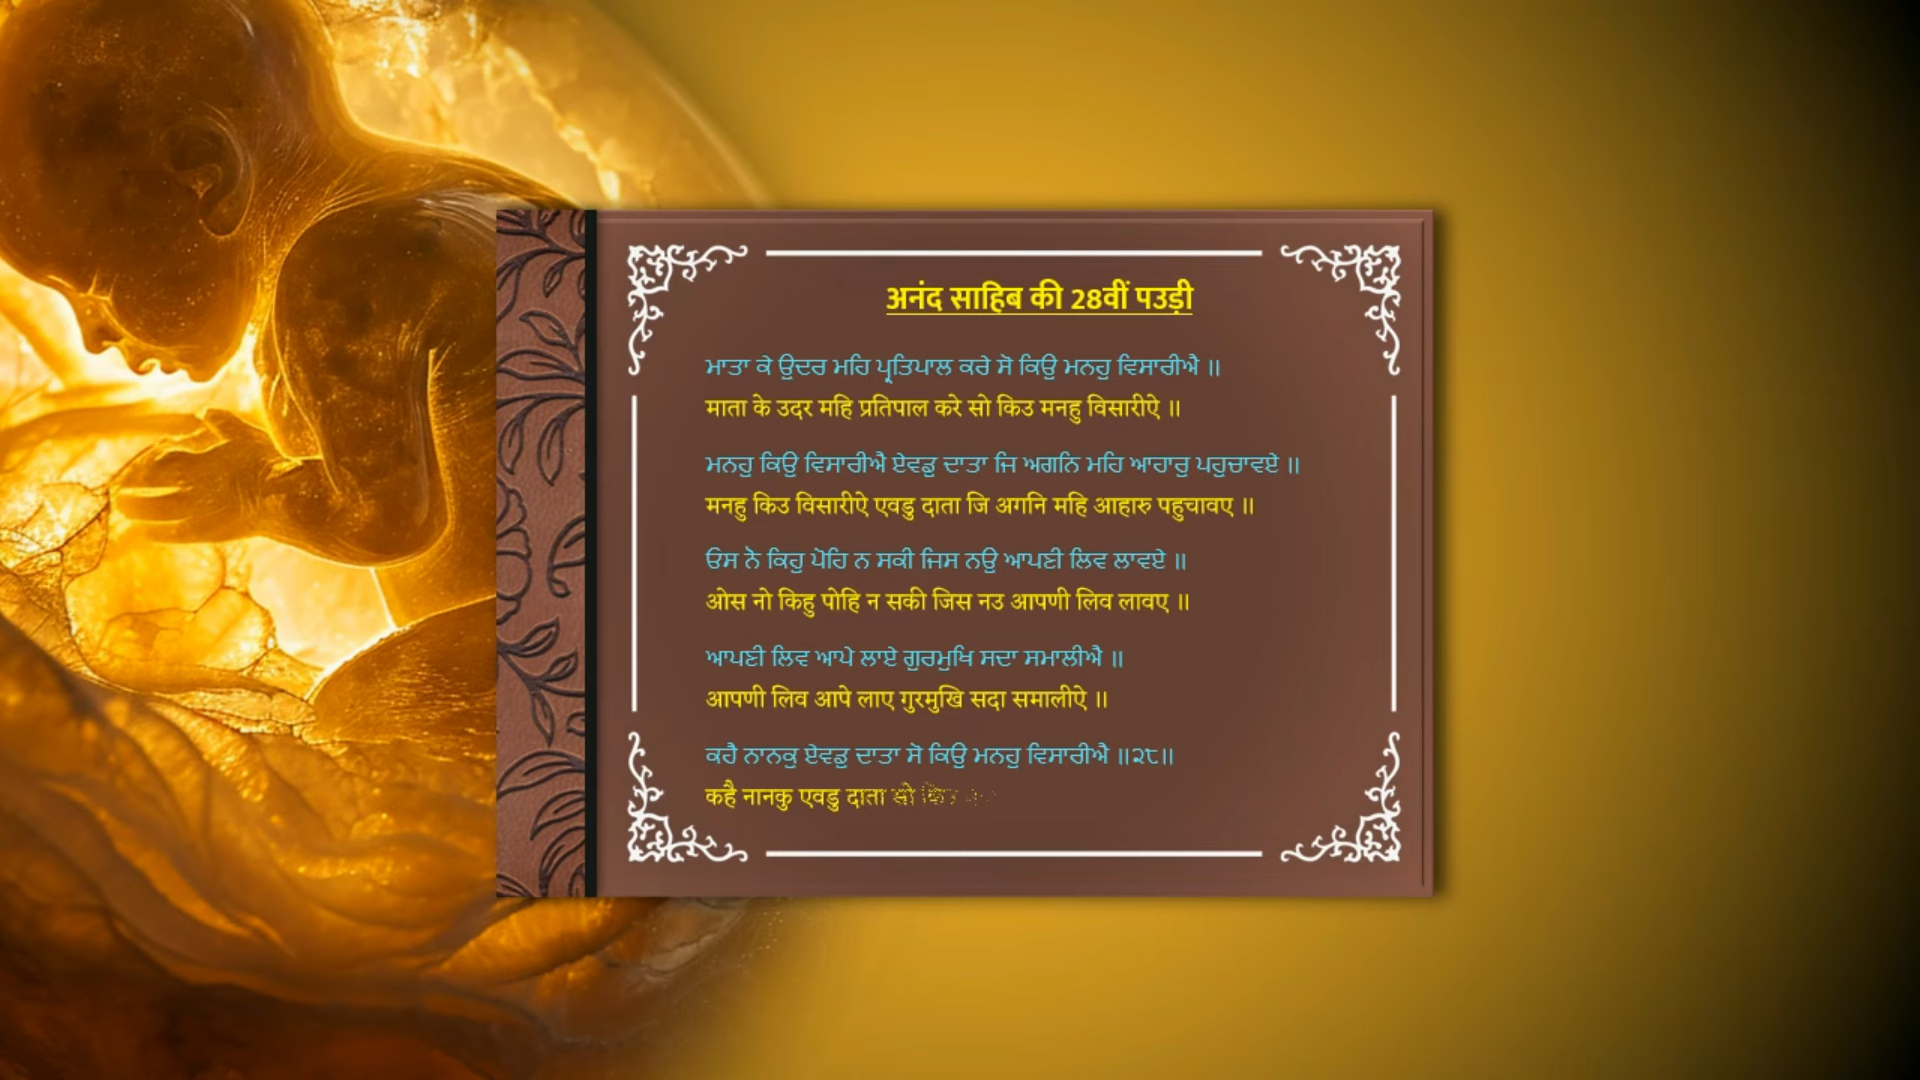 अनंद साहिब की 28वीं पउड़ी
ਮਾਤਾ ਕੇ ਉਦਰ ਮਹਿ ਪ੍ਰਤਿਪਾਲ ਕਰੇ ਸੋ ਕਿਉ ਮਨਹੁ ਵਿਸਾਰੀਐ ॥
माता के उदर महि प्रतिपाल करे सो किउ मनहु विसारीऐ ॥
ਮਨਹੁ ਕਿਉ ਵਿਸਾਰੀਐ ਏਵਡੁ ਦਾਤਾ ਜਿ ਅਗਨਿ ਮਹਿ ਆਹਾਰੁ ਪਹੁਚਾਵਏ ॥
मनहु किउ विसारीऐ एवडु दाता जि अगनि महि आहारु पहुचावए ॥
ਓਸ ਨੋ ਕਿਹੁ ਪੋਹਿ ਨ ਸਕੀ ਜਿਸ ਨਉ ਆਪਣੀ ਲਿਵ ਲਾਵਏ ॥
ओस नो किहु पोहि न सकी जिस नउ आपणी लिव लावए ॥
ਆਪਣੀ ਲਿਵ ਆਪੇ ਲਾਏ ਗੁਰਮੁਖਿ ਸਦਾ ਸਮਾਲੀਐ ॥
आपणी लिव आपे लाए गुरमुखि सदा समालीऐ ॥
ਕਹੈ ਨਾਨਕੁ ਏਵਡੁ ਦਾਤਾ ਸੋ ਕਿਉ ਮਨਹੁ ਵਿਸਾਰੀਐ ॥੨੮॥
कहै नानकु एवडु दाता सो